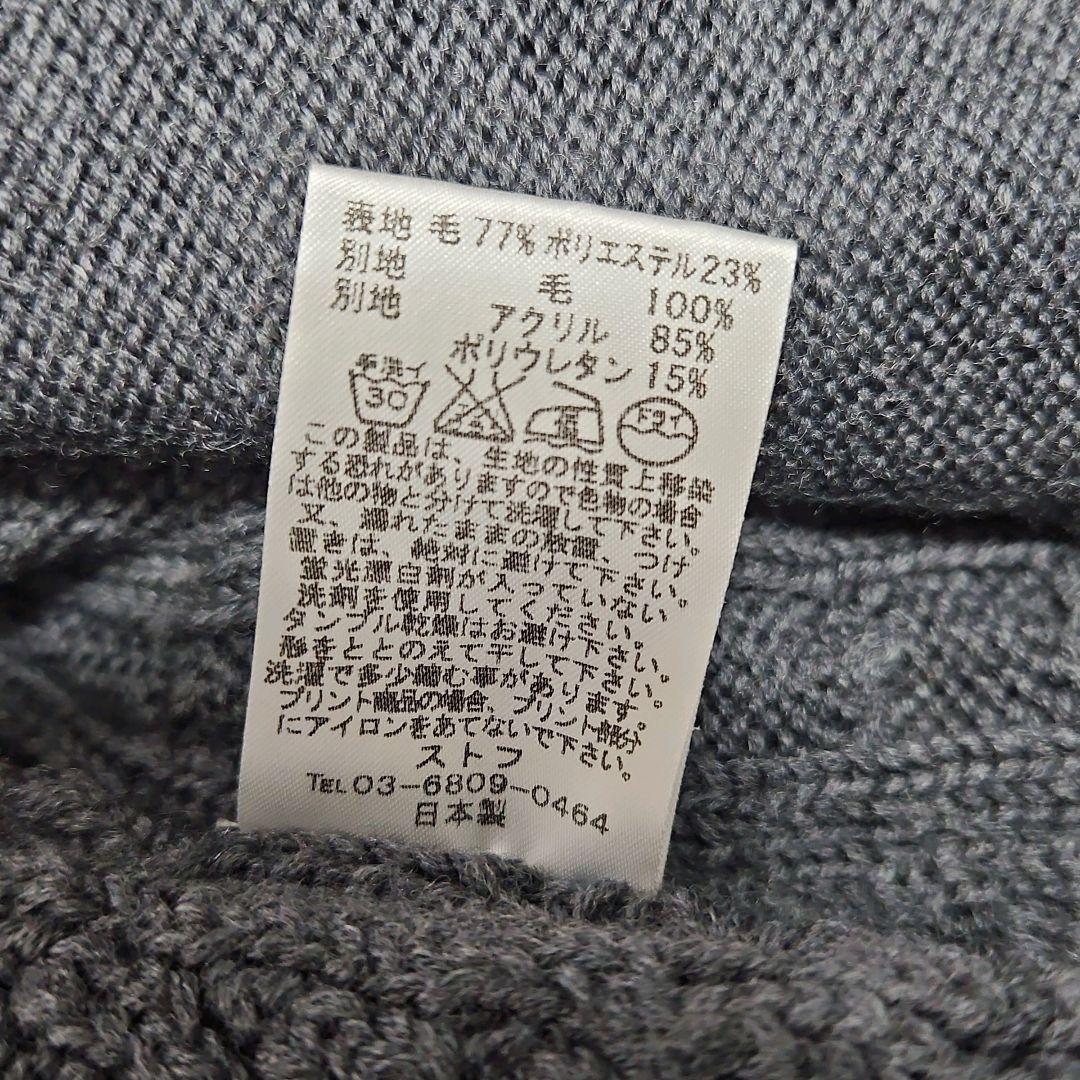 表地 毛 77% ポリエステル23%
別地 毛 100%
別地 アクリル 85%
ポリウレタン 15%
手洗イ
30
エンソ
中
ドライ
この製品は、生地の性質上移染
する恐れがありますので色物の場合
は他の物と分けて洗濯して下さい。
又、濡れたままの放置、つけ
置きは、絶対に避けて下さい。
蛍光漂白剤が入っていない
洗剤を使用してください。
タンブル乾燥はお避け下さい。
形をととのえて干して下さい。
洗濯で多少縮む事があります。
プリント商品の場合、プリント部分
にアイロンをあてないで下さい。
ストフ
TEL 03-6809-0464
日本製